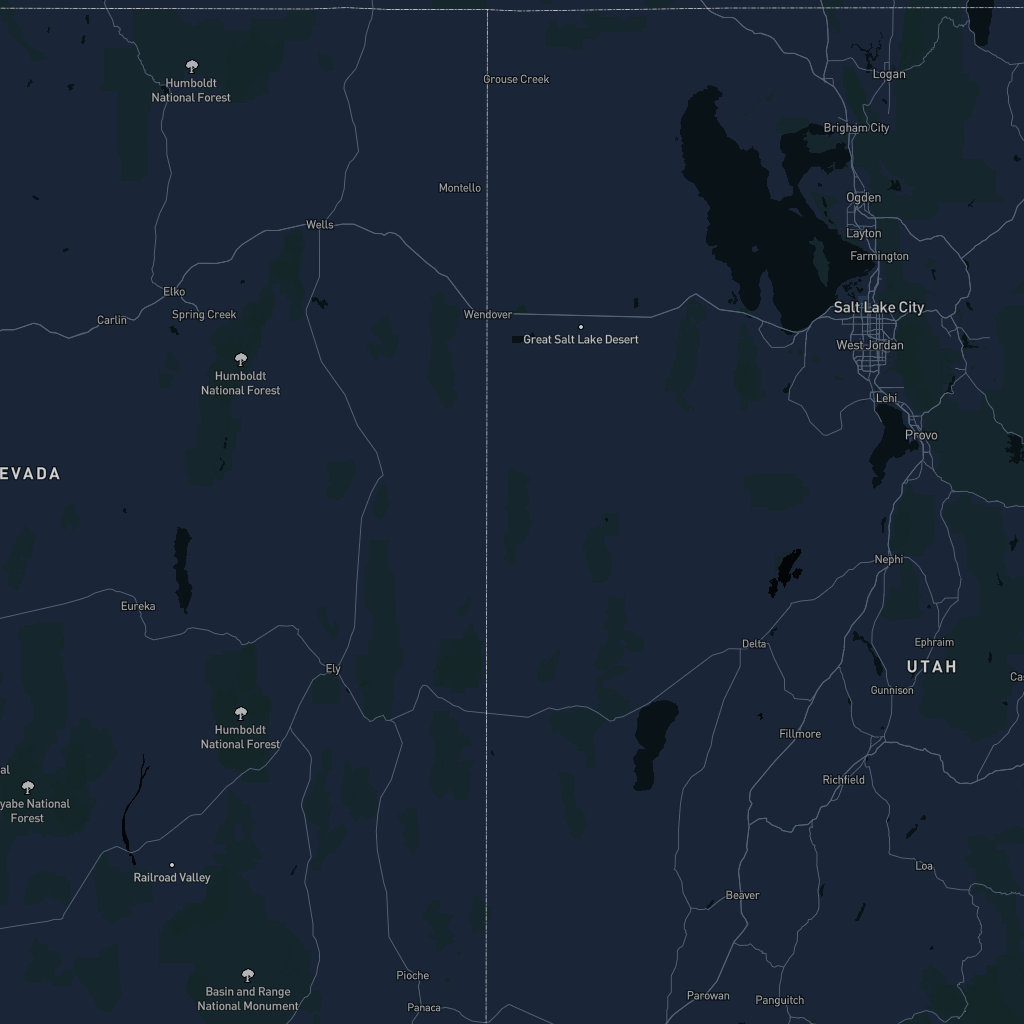 Humboldt
National Forest
Grouse Creek
Logan
Brigham City
Montello
Ogden
Wells
Layton
Farmington
Elko
Spring Creek
Carlin
Wendover
Salt Lake City
Great Salt Lake Desert
West Jordan
Humboldt
National Forest
Lehi
Provo
EVADA
Nephi
Eureka
Delta
Ephraim
UTAH
Ely
Cas
Gunnison
Humboldt
National Forest
Fillmore
al
Richfield
yabe National
Forest
Loa
Railroad Valley
Beaver
Pioche
Basin and Range
National Monument
Parowan
Panguitch
Panaca